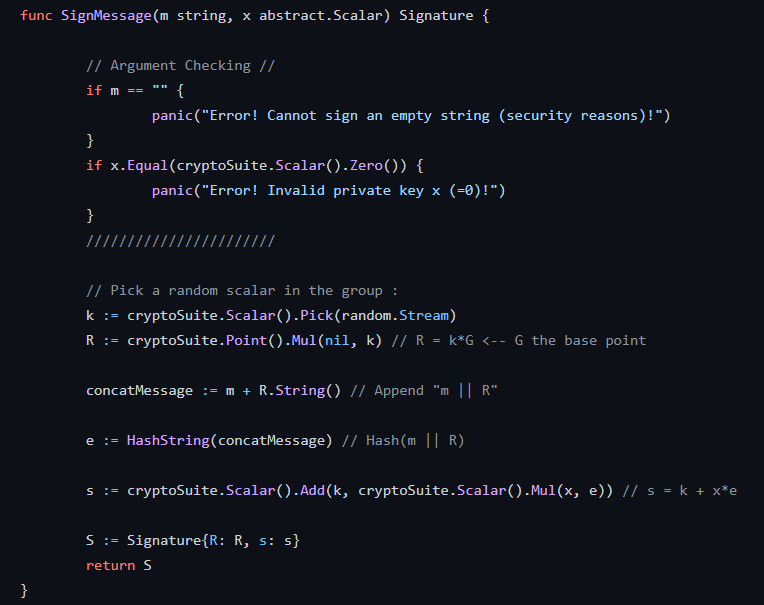 func SignMessage(m string, x abstract.Scalar) Signature {
// Argument Checking //
if m == "" {
panic("Error! Cannot sign an empty string (security reasons)!")
}
if x.Equal(cryptoSuite.Scalar().Zero()) {
panic("Error! Invalid private key x (=0)!")
}
///////////////////////
// Pick a random scalar in the group :
k := cryptoSuite.Scalar().Pick(random.Stream)
R := cryptoSuite.Point().Mul(nil, k) // R = k*G <-- G the base point
concatMessage := m + R.String() // Append "m || R"
e := HashString(concatMessage) // Hash(m || R)
s := cryptoSuite.Scalar().Add(k, cryptoSuite.Scalar().Mul(x, e)) // s = k + x*e
S := Signature{R: R, s: s}
return S
}